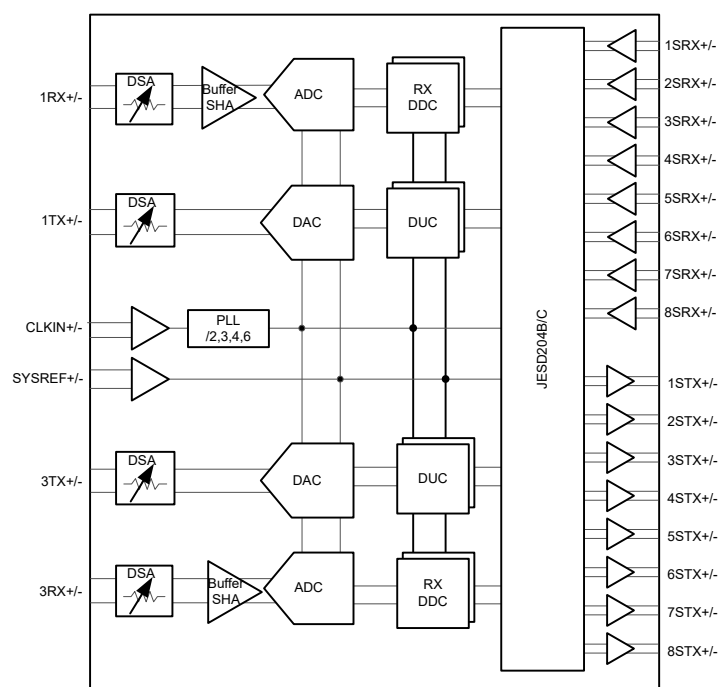 1RX+/-
DSA
Buffer
SHA
ADC
RX
DDC
1TX+/-
DSA
DAC
DUC
CLKIN+/-
PLL
/2,3,4,6
SYSREF+/-
3TX+/-
DSA
DAC
DUC
3RX+/-
DSA
Buffer
SHA
ADC
RX
DDC
JESD204B/C
1SRX+/-
2SRX+/-
3SRX+/-
4SRX+/-
5SRX+/-
6SRX+/-
7SRX+/-
8SRX+/-
1STX+/-
2STX+/-
3STX+/-
4STX+/-
5STX+/-
6STX+/-
7STX+/-
8STX+/-